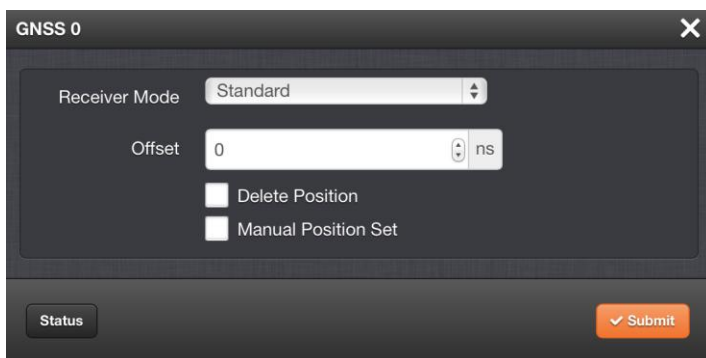 GNSS 0
Receiver Mode Standard
Offset 0 ns
Delete Position
Manual Position Set
Status Submit